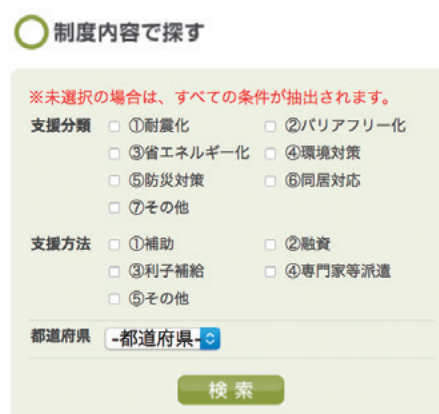 制度内容で探す
※未選択の場合は、すべての条件が抽出されます。
支援分類 ①耐震化 ②バリアフリー化
③省エネルギー化 ④環境対策
⑤防災対策 ⑥同居対応
⑦その他
支援方法 ①補助 ②融資
③利子補給 ④専門家等派遣
⑤その他
都道府県 -都道府県-
検索